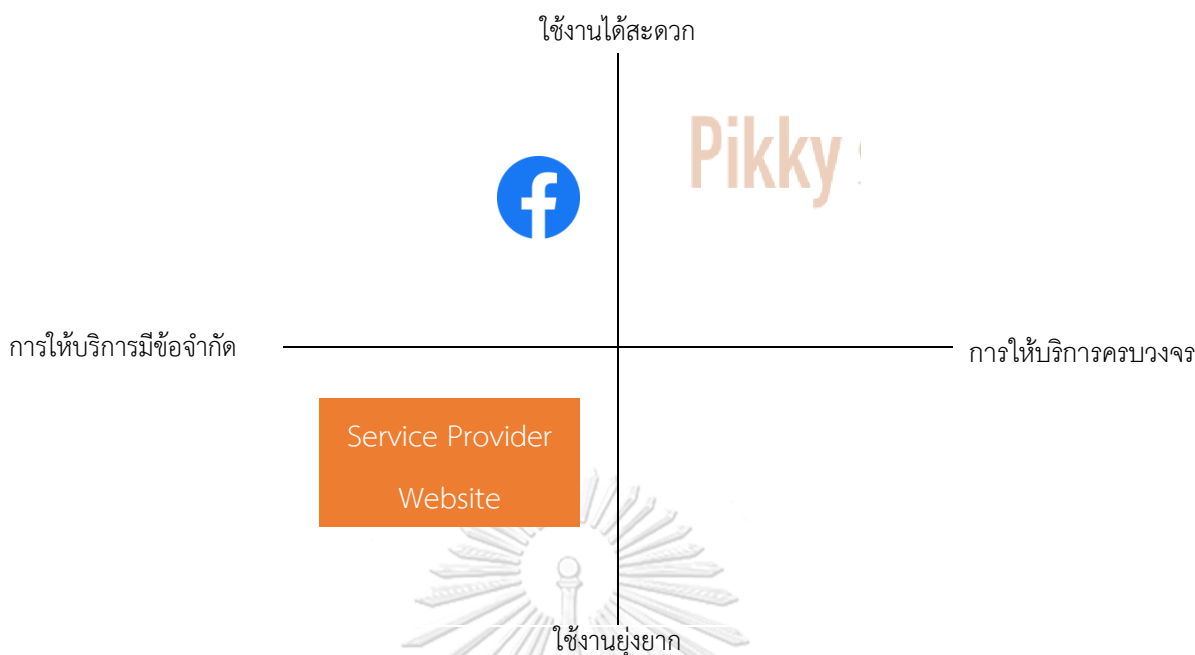 ใช้งานได้สะดวก
Pikky
การให้บริการมีข้อจำกัด
การให้บริการครบวงจร
Service Provider
Website
ใช้งานยุ่งยาก